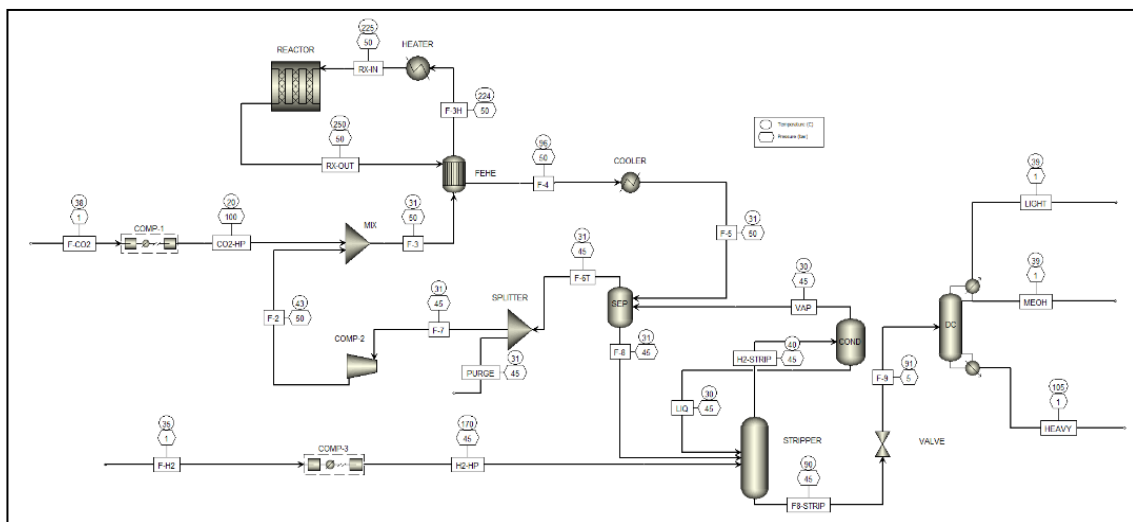 225
50
REACTOR
HEATER
RX-IN
224
50
F-3H
250
50
RX-OUT
FEHE
96
50
F-4
COOLER
Temperature (C)
Pressure (bar)
39
1
LIGHT
38
1
F-CO2
COMP-1
20
100
CO2-HP
MIX
31
50
F-3
31
50
F-5
39
1
MEOH
31
45
F-6T
30
45
VAP
SEP
SPLITTER
31
45
F-7
43
50
F-2
COMP-2
31
45
PURGE
31
45
F-8
40
45
H2-STRIP
COND
DC
91
5
F-9
30
45
LIQ
105
1
HEAVY
STRIPPER
VALVE
35
1
F-H2
COMP-3
170
45
H2-HP
90
45
F8-STRIP